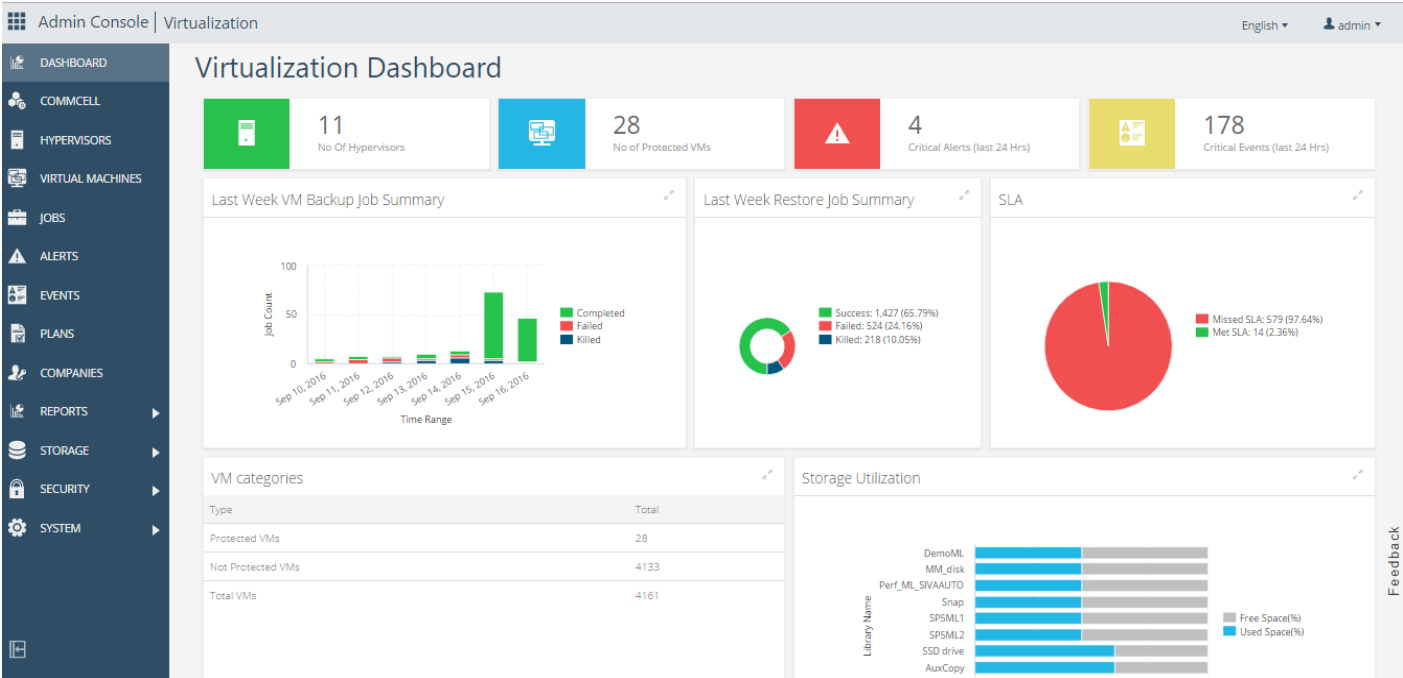 Admin Console | Virtualization
English
admin
DASHBOARD
COMMCELL
HYPERVISORS
VIRTUAL MACHINES
JOBS
ALERTS
EVENTS
PLANS
COMPANIES
REPORTS
STORAGE
SECURITY
SYSTEM
Virtualization Dashboard
11
No Of Hypervisors
28
No of Protected VMs
4
Critical Alerts (last 24 Hrs)
178
Critical Events (last 24 Hrs)
Last Week VM Backup Job Summary
100
50
0
Job Count
Sep 10, 2016
Sep 11, 2016
Sep 12, 2016
Sep 13, 2016
Sep 14, 2016
Sep 15, 2016
Sep 16, 2016
Time Range
Completed
Failed
Killed
Last Week Restore Job Summary
Success: 1,427 (65.79%)
Failed: 524 (24.16%)
Killed: 218 (10.05%)
SLA
Missed SLA: 579 (97.64%)
Met SLA: 14 (2.36%)
VM categories
Type Total
Protected VMs 28
Not Protected VMs 4133
Total VMs 4161
Storage Utilization
Library Name
DemoML
MM_disk
Perf_ML_SIVAAUTO
Snap
SP5ML1
SP5ML2
SSD drive
AuxCopy
Free Space(%)
Used Space(%)
Feedback